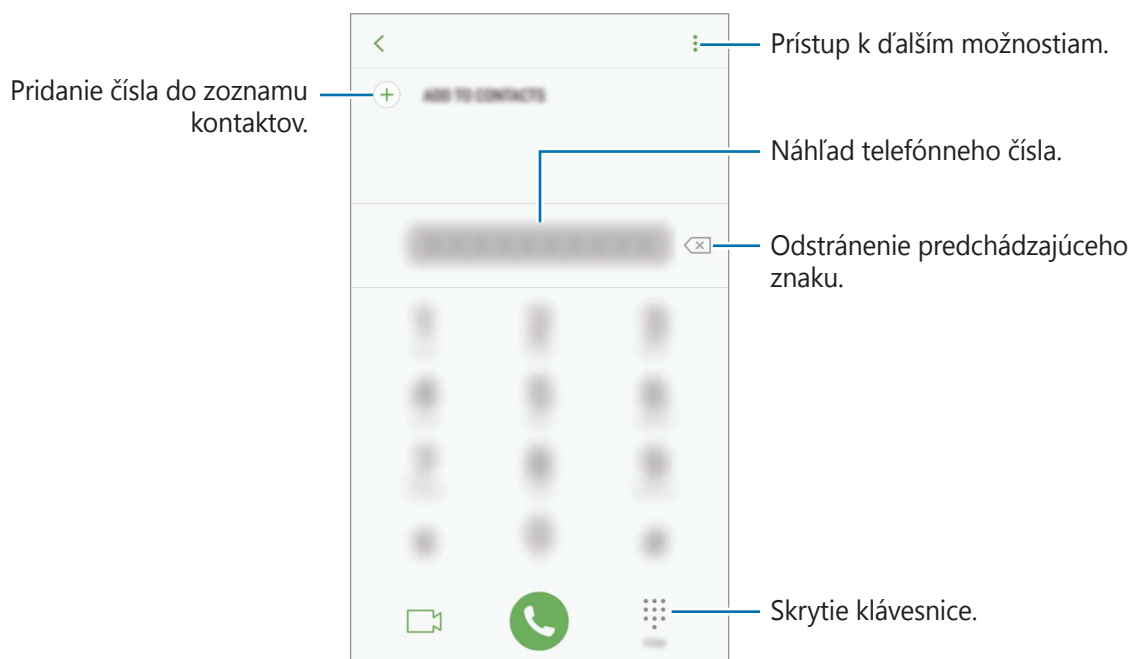 Prístup k ďalším možnostiam.
Pridanie čísla do zoznamu
kontaktov.
ADD TO CONTACTS
Náhľad telefónneho čísla.
Odstránenie predchádzajúceho
znaku.
Skrytie klávesnice.